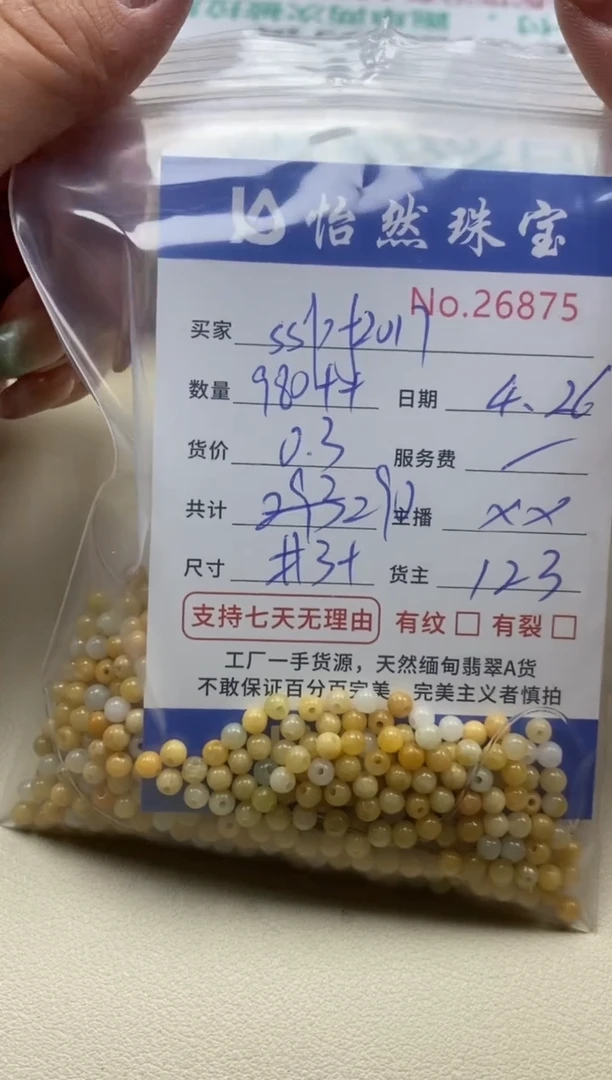 怡然珠宝
No.26875
买家
数量 980 日期 4.26
货价 0.3 服务费 /
共计 主播 ××
尺寸 #3+ 货主 123
支持七天无理由 有纹 □ 有裂 □
工厂一手货源，天然缅甸翡翠A货
不敢保证百分百完美，完美主义者慎拍